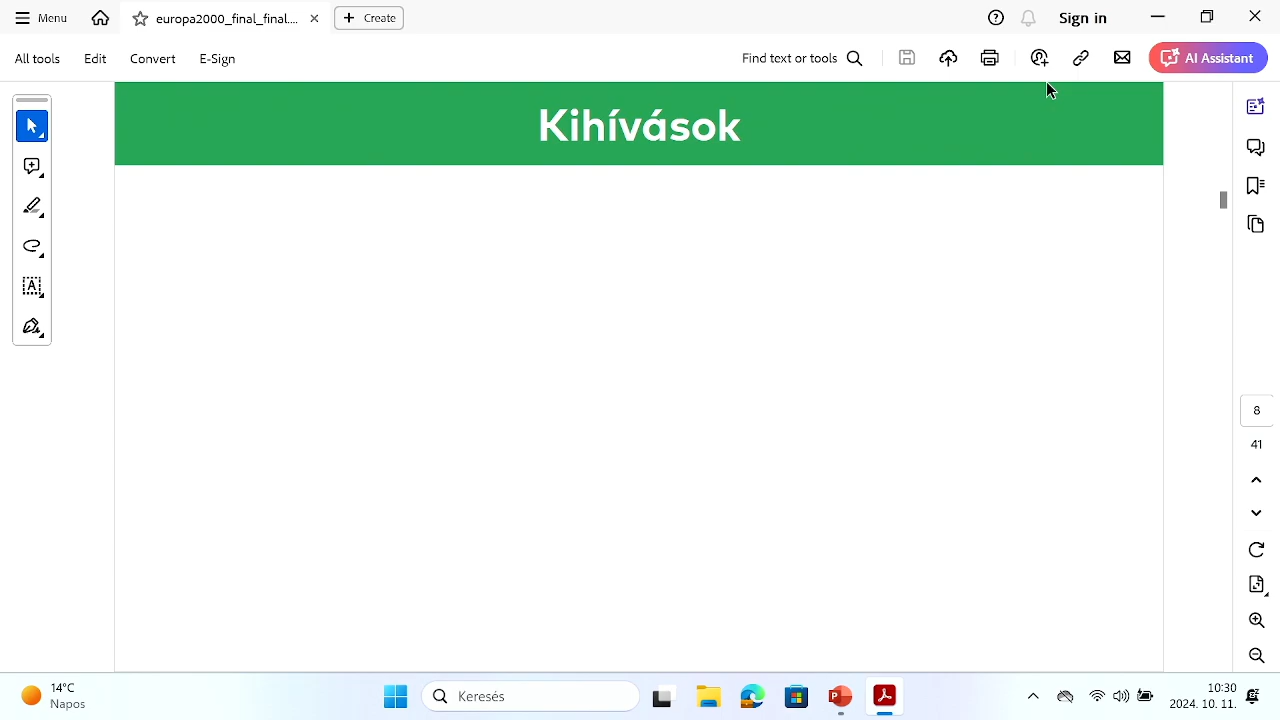 Menu
europa2000_final_final....
Create
Sign in
All tools
Edit
Convert
E-Sign
Find text or tools
AI Assistant
Kihívások
8
41
14°C
Napos
Keresés
10:30
2024. 10. 11.